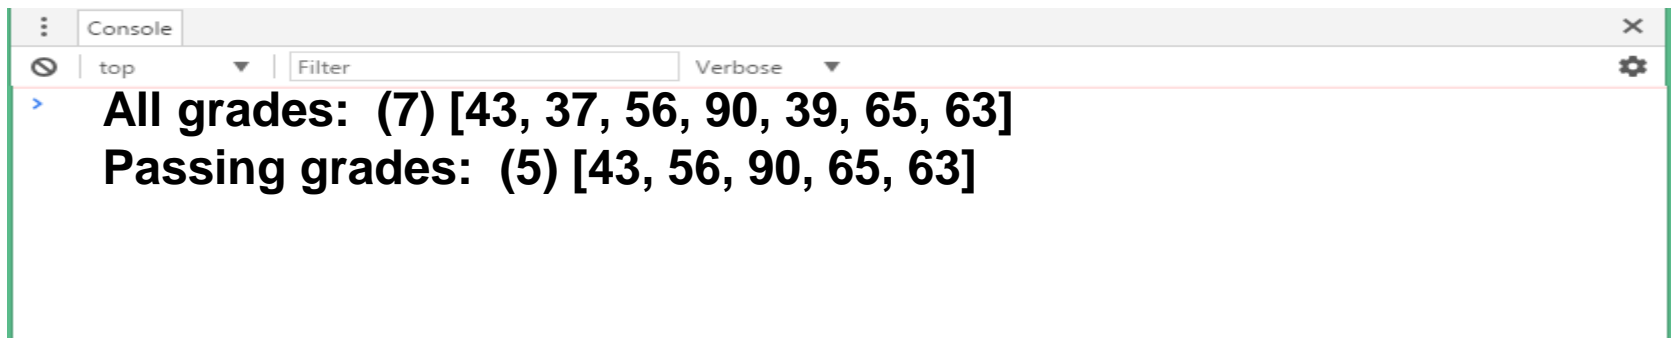 Console
top Filter Verbose
All grades: (7) [43, 37, 56, 90, 39, 65, 63]
Passing grades: (5) [43, 56, 90, 65, 63]